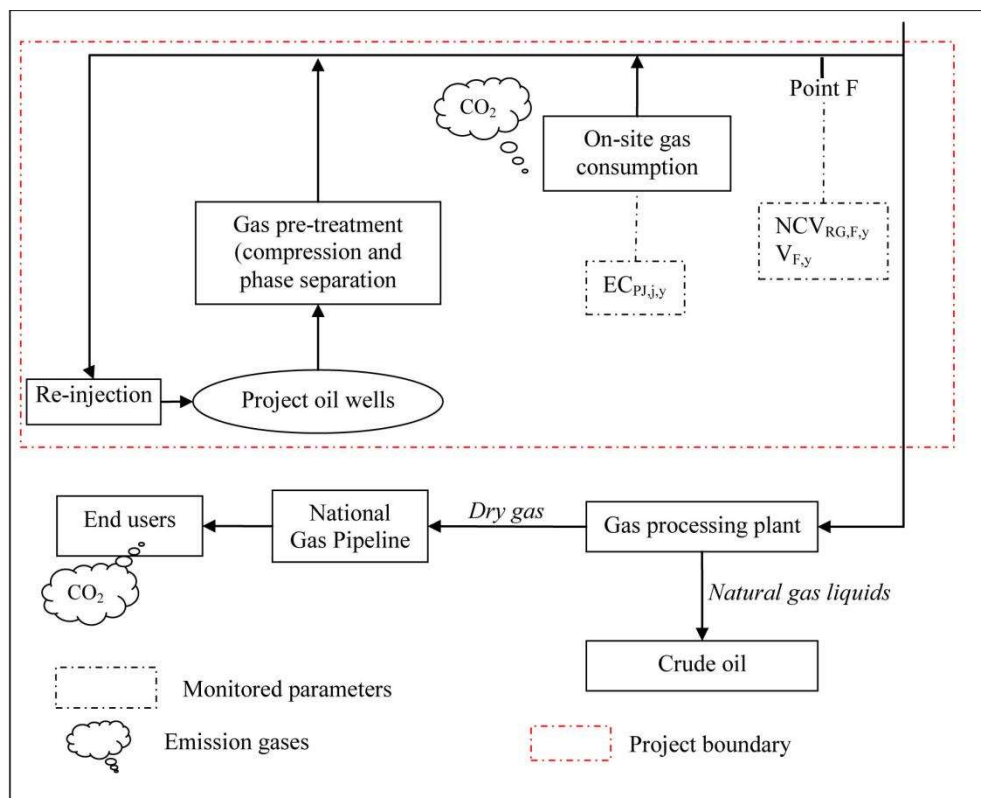 Point F
CO2
On-site gas
consumption
NCVRG,F,y
VF,y
Gas pre-treatment
(compression and
phase separation
ECPJ,j,y
Re-injection
Project oil wells
End users
National
Gas Pipeline
Dry gas
Gas processing plant
CO2
Natural gas liquids
Crude oil
Monitored parameters
Emission gases
Project boundary